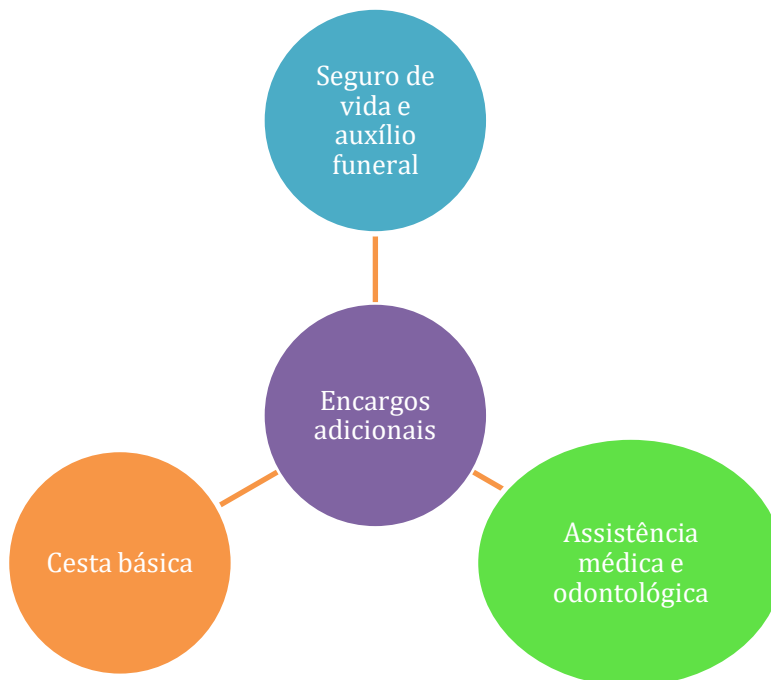 Seguro de
vida e
auxílio
funeral
Encargos
adicionais
Cesta básica
Assistência
médica e
odontológica